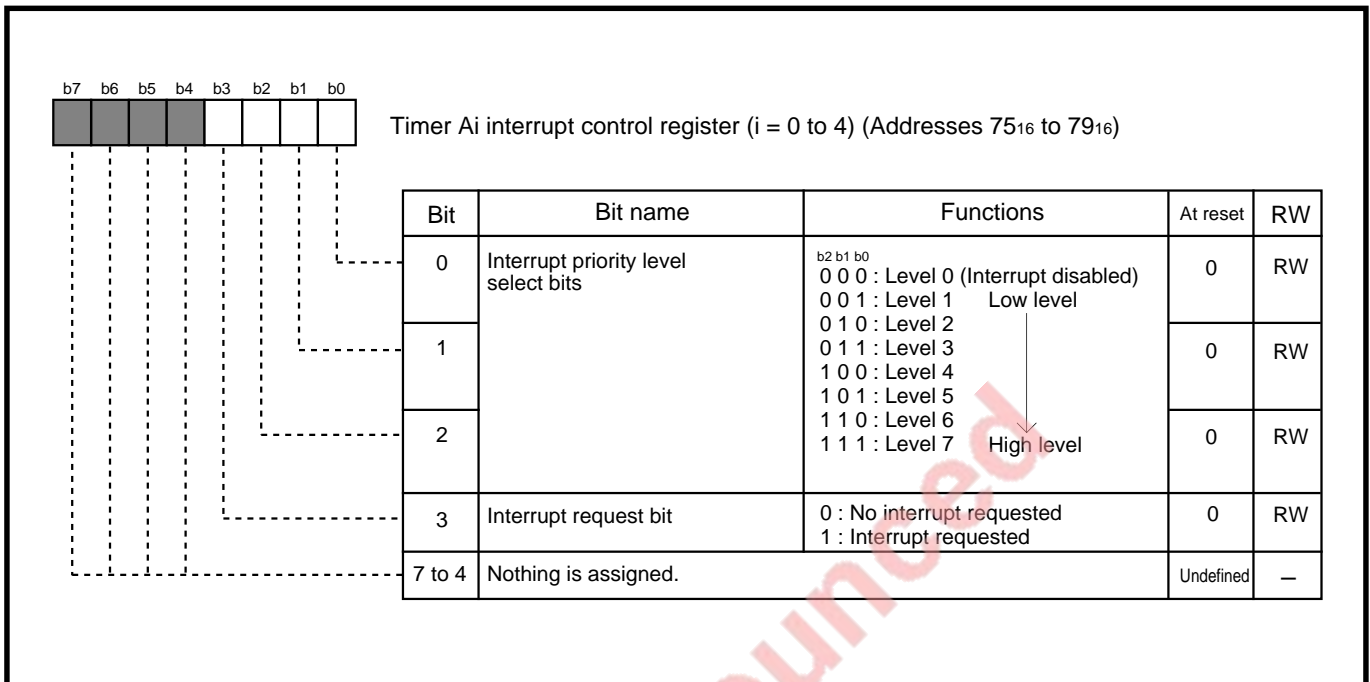 b7 b6 b5 b4 b3 b2 b1 b0
Timer Ai interrupt control register (i = 0 to 4) (Addresses 7516 to 7916)
Bit Bit name Functions At reset RW
0 Interrupt priority level
select bits
b2 b1 b0
0 0 0 : Level 0 (Interrupt disabled)
0 0 1 : Level 1 Low level
0 1 0 : Level 2
0 1 1 : Level 3
1 0 0 : Level 4
1 0 1 : Level 5
1 1 0 : Level 6
1 1 1 : Level 7 High level
0 RW
1 0 RW
2 0 RW
3 Interrupt request bit
0 : No interrupt requested
1 : Interrupt requested
0 RW
7 to 4 Nothing is assigned. Undefined –
unced